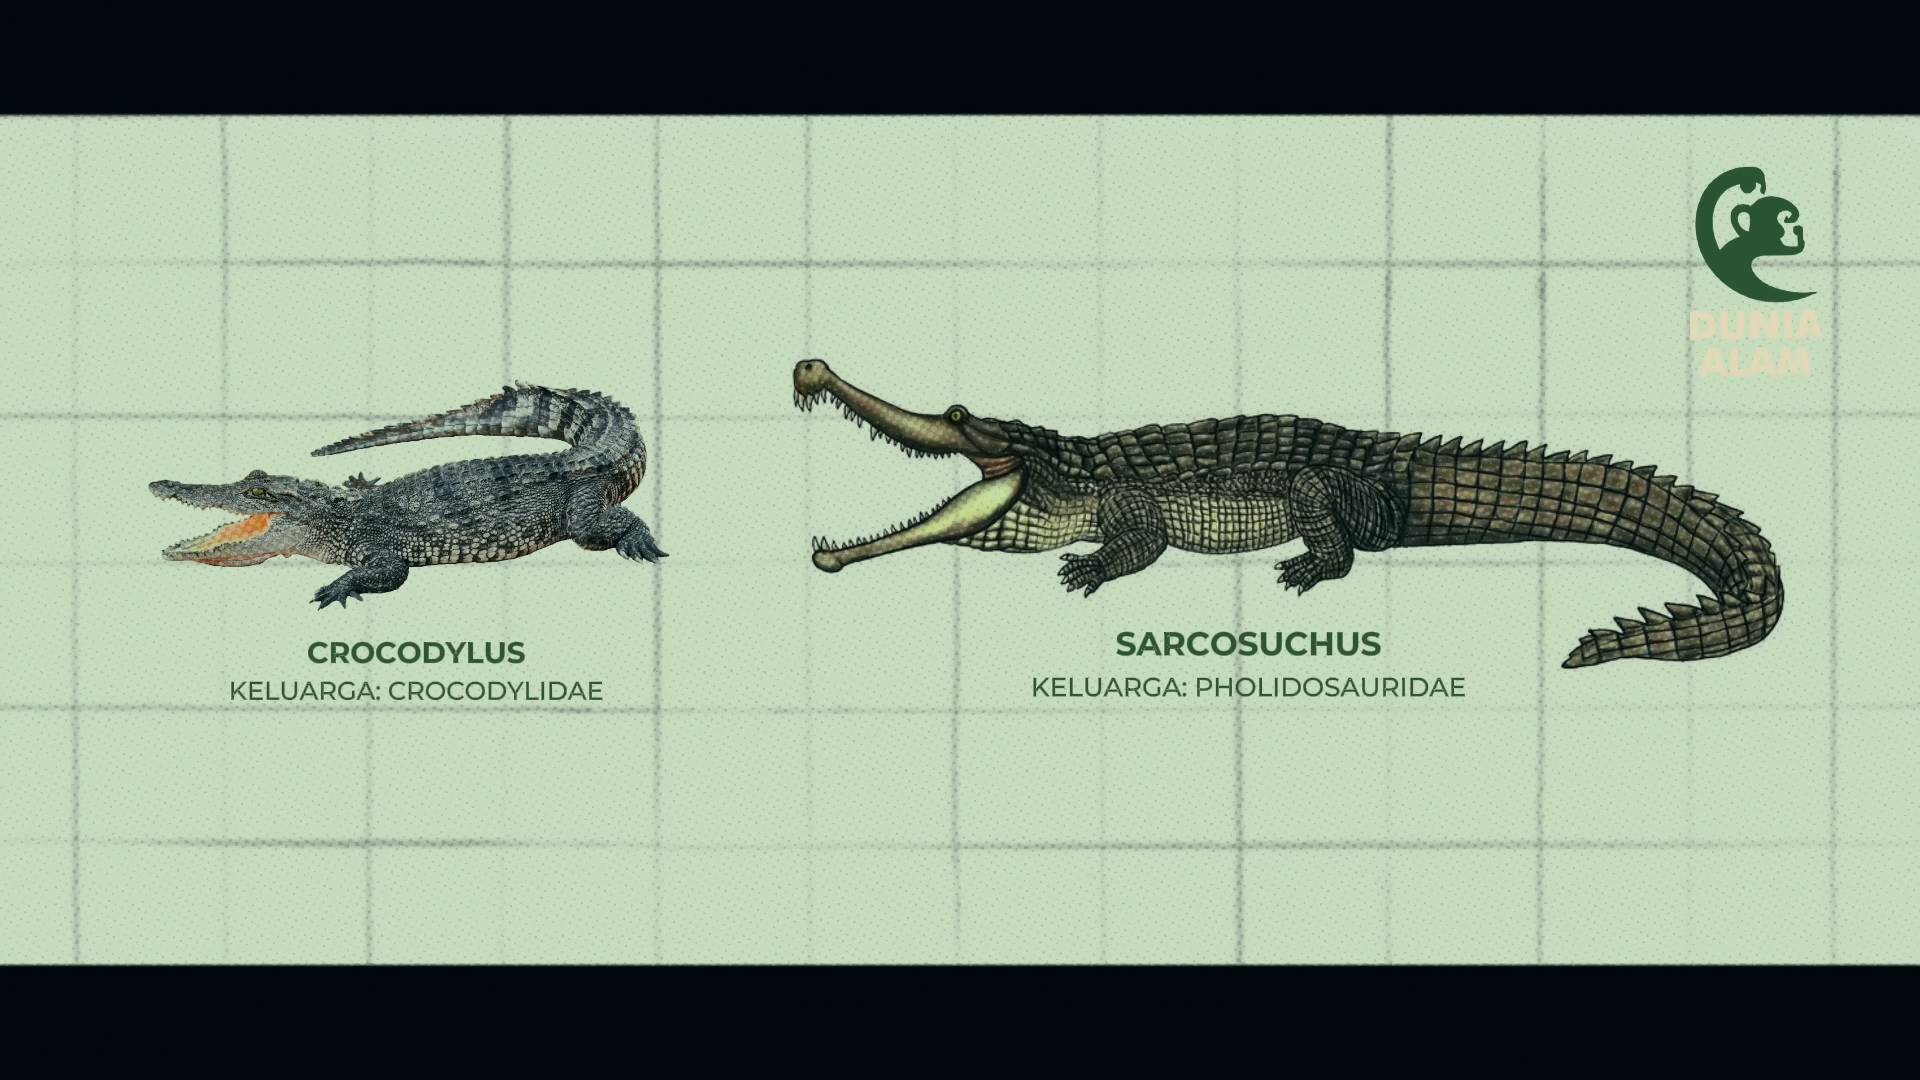 DUNIA
ALAM
CROCODYLUS
KELUARGA: CROCODYLIDAE
SARCOSUCHUS
KELUARGA: PHOLIDOSAURIDAE